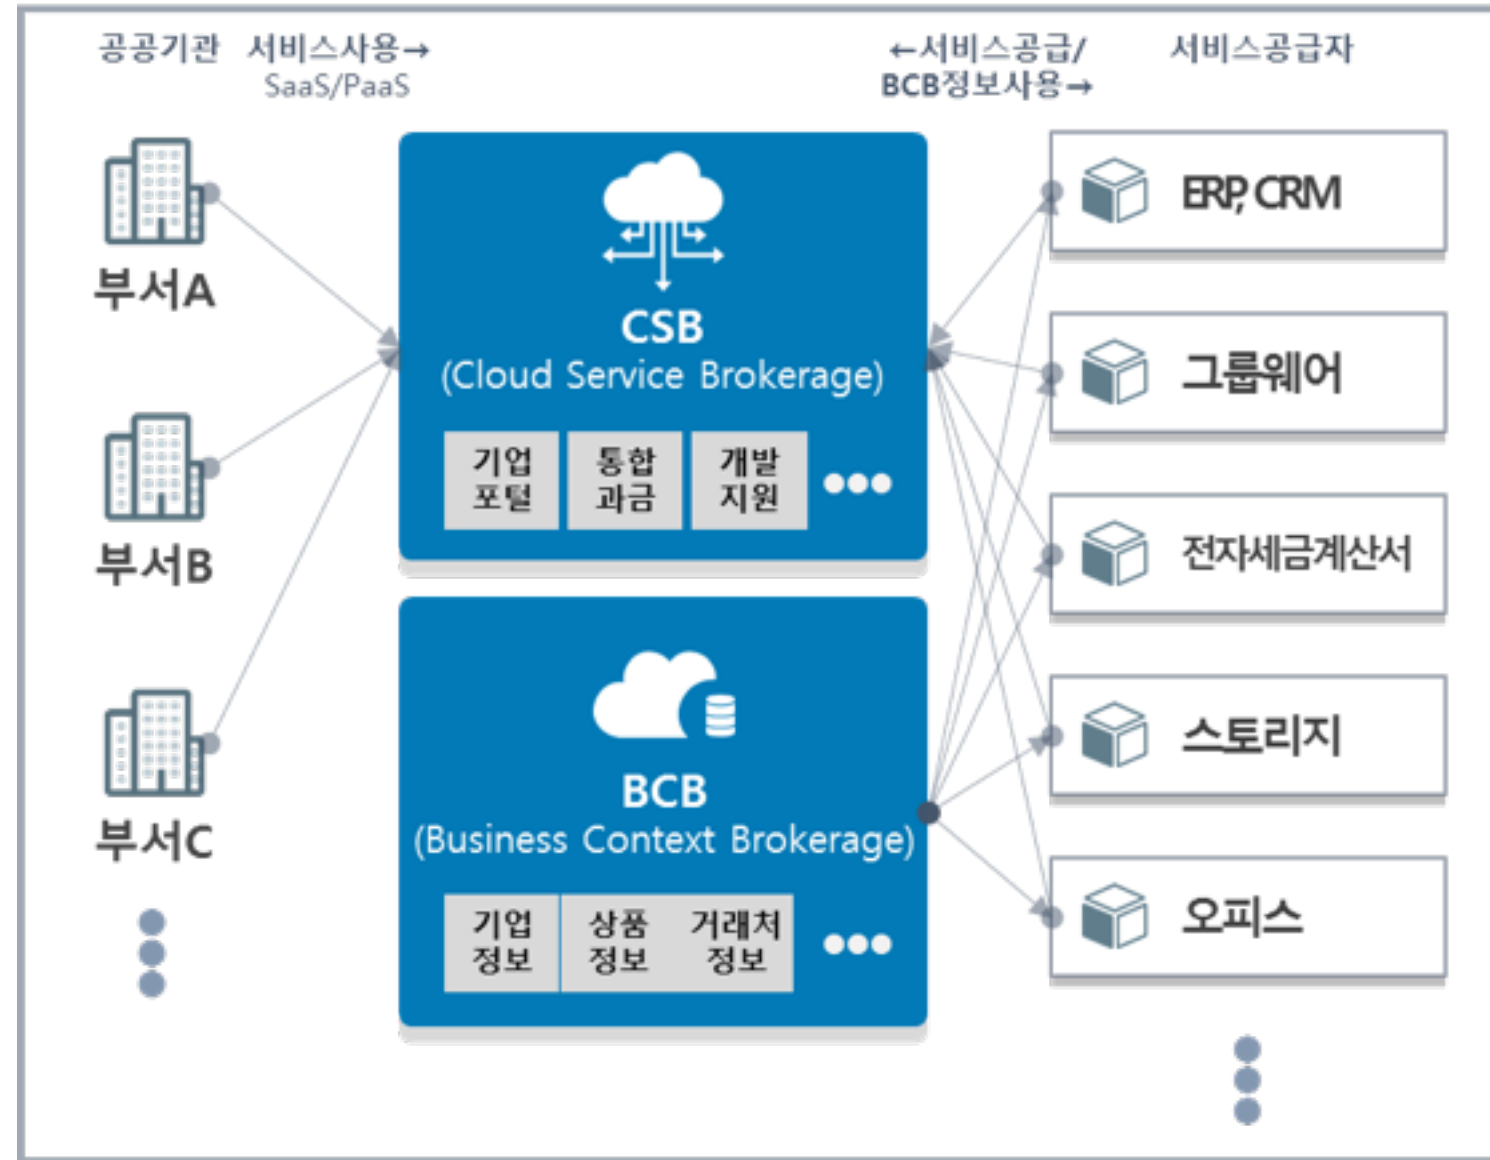 공공기관
서비스사용→
SaaS/PaaS
←서비스공급/
BCB정보사용→
서비스공급자
부서A
부서B
부서C
CSB
(Cloud Service Brokerage)
기업
포털
통합
과금
개발
지원
BCB
(Business Context Brokerage)
기업
정보
상품
정보
거래처
정보
ERP, CRM
그룹웨어
전자세금계산서
스토리지
오피스